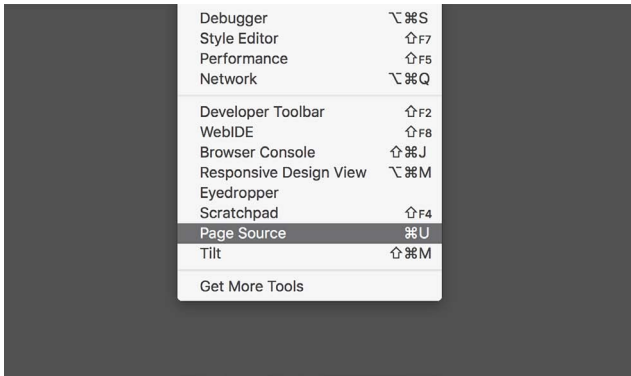 Debugger ⌥⌘S
Style Editor ⇧F7
Performance ⇧F5
Network ⌥⌘Q
Developer Toolbar ⇧F2
WebIDE ⇧F8
Browser Console ⇧⌘J
Responsive Design View ⌥⌘M
Eyedropper
Scratchpad ⇧F4
Page Source ⌘U
Tilt ⇧⌘M
Get More Tools